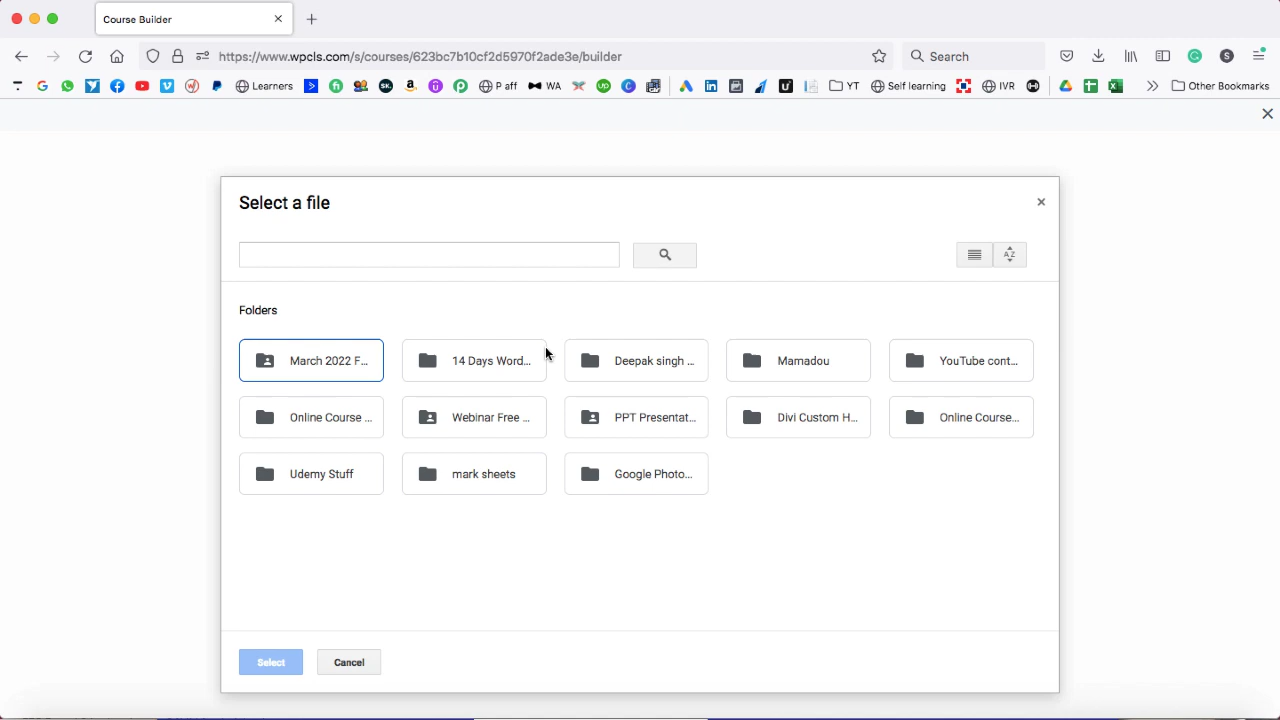 Course Builder
https://www.wpcls.com/s/courses/623bc7b10cf2d5970f2ade3e/builder
Search
Learners
P aff
WA
YT
Self learning
IVR
Other Bookmarks
Select a file
Folders
March 2022 F...
14 Days Word...
Deepak singh ...
Mamadou
YouTube cont...
Online Course ...
Webinar Free ...
PPT Presentat...
Divi Custom H...
Online Course...
Udemy Stuff
mark sheets
Google Photo...
Select
Cancel